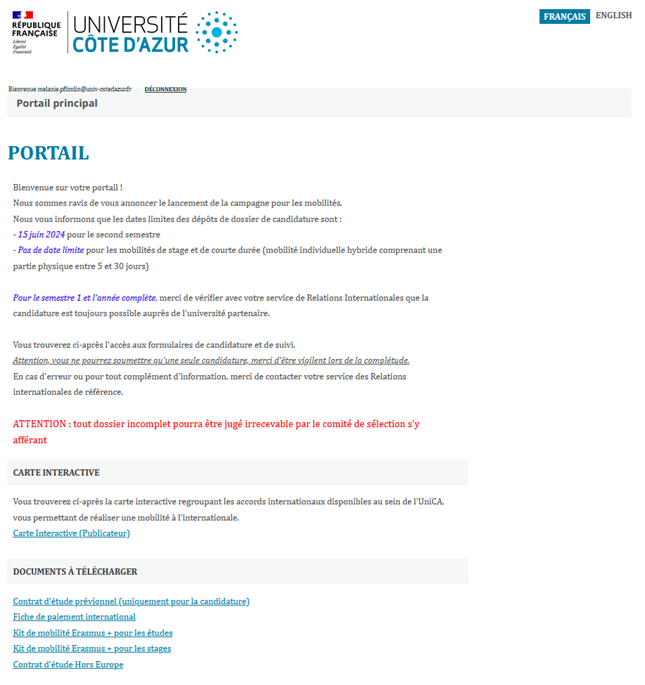 RÉPUBLIQUE
FRANÇAISE
Liberté
Égalité
Fraternité
UNIVERSITÉ
CÔTE D'AZUR
FRANÇAIS
ENGLISH
Bienvenue melanie.pflimlin@univ-cotedazur.fr DÉCONNEXION
Portail principal
PORTAIL
Bienvenue sur votre portail !
Nous sommes ravis de vous annoncer le lancement de la campagne pour les mobilités.
Nous vous informons que les dates limites des dépôts de dossier de candidature sont :
- 15 juin 2024 pour le second semestre
- Pas de date limite pour les mobilités de stage et de courte durée (mobilité individuelle hybride comprenant une
partie physique entre 5 et 30 jours)
Pour le semestre 1 et l'année complète, merci de vérifier avec votre service de Relations Internationales que la
candidature est toujours possible auprès de l'université partenaire.
Vous trouverez ci-après l'accès aux formulaires de candidature et de suivi.
Attention, vous ne pourrez soumettre qu'une seule candidature, merci d'être vigilent lors de la complétude.
En cas d'erreur ou pour tout complément d'information, merci de contacter votre service des Relations
internationales de référence.
ATTENTION : tout dossier incomplet pourra être jugé irrecevable par le comité de sélection s'y
afférant
CARTE INTERACTIVE
Vous trouverez ci-après la carte interactive regroupant les accords internationaux disponibles au sein de l'UniCA,
vous permettant de réaliser une mobilité à l'internationale.
Carte Interactive (Publicateur)
DOCUMENTS À TÉLÉCHARGER
Contrat d'étude prévionnel (uniquement pour la candidature)
Fiche de paiement international
Kit de mobilité Erasmus + pour les études
Kit de mobilité Erasmus + pour les stages
Contrat d'étude Hors Europe